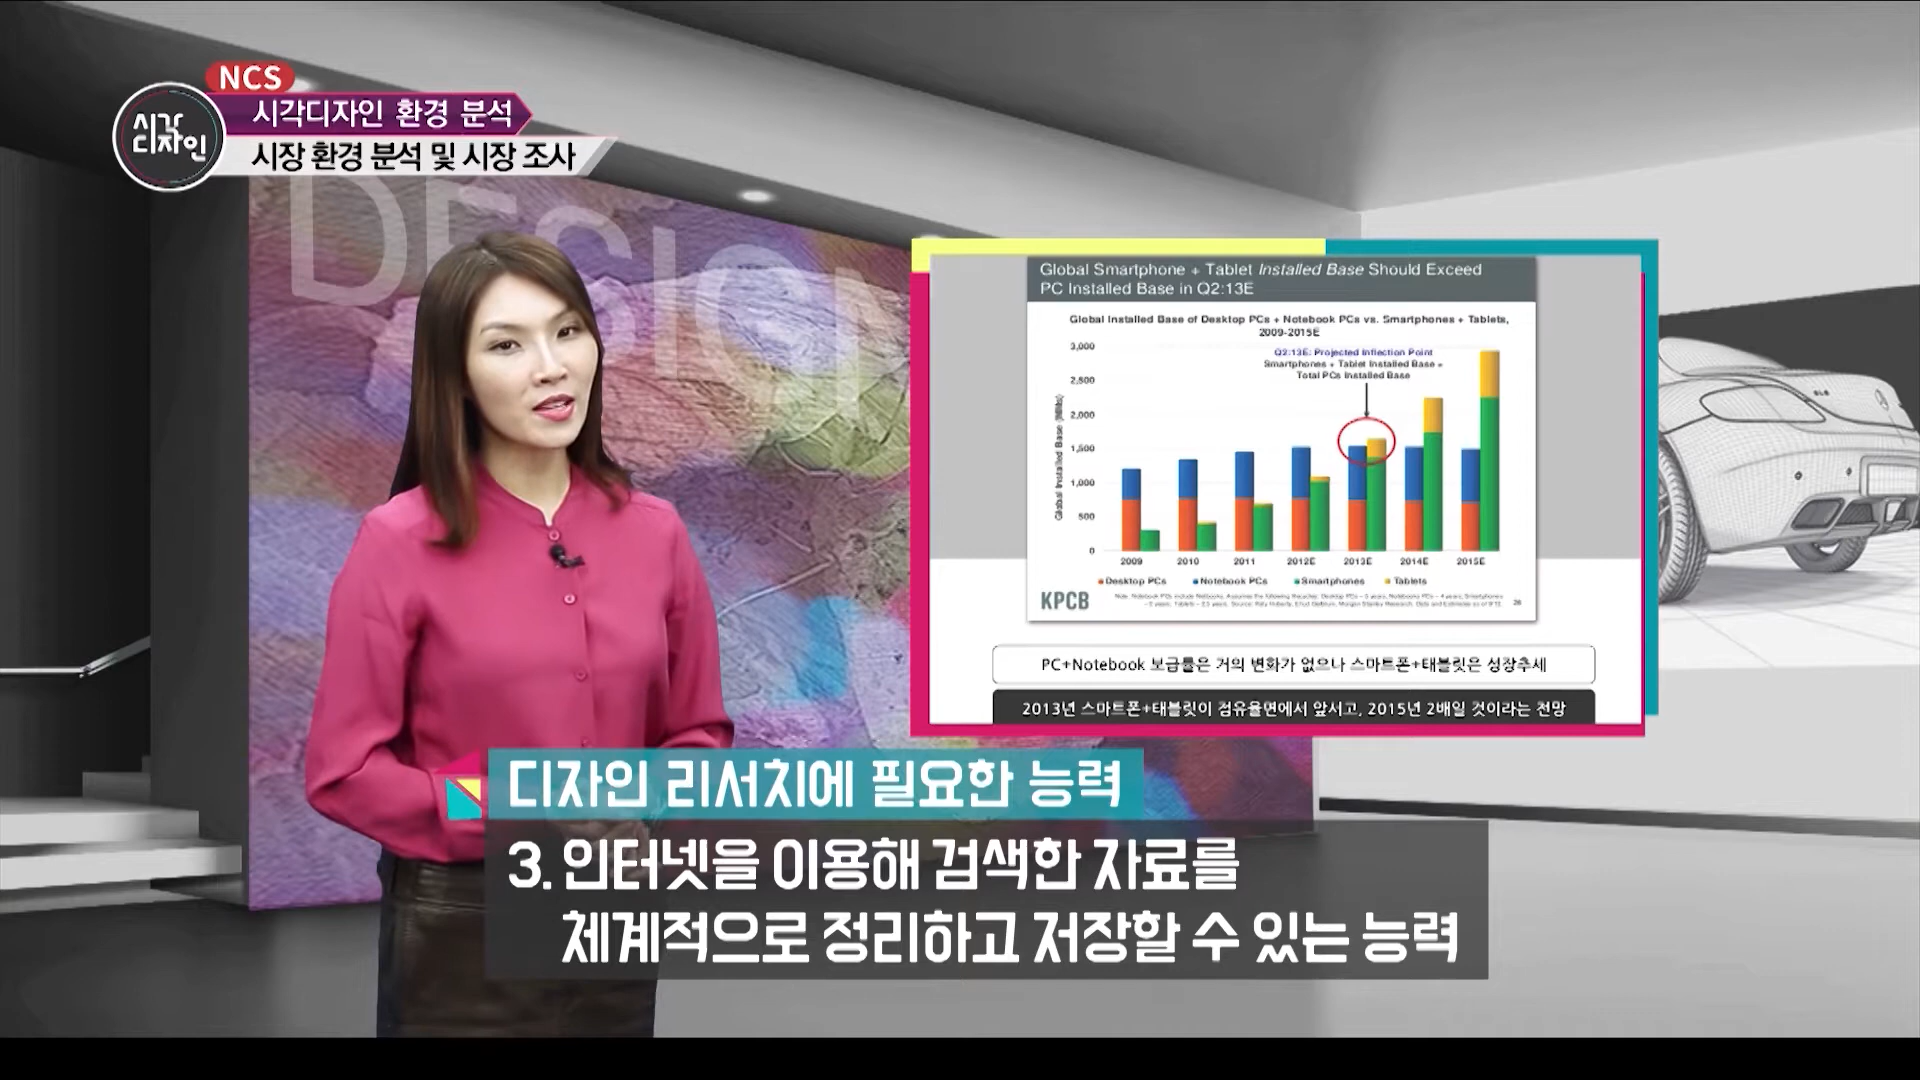 NCS
시각디자인 환경 분석
시각
디자인
시장 환경 분석 및 시장 조사
DESIGN
Global Smartphone + Tablet Installed Base Should Exceed
PC Installed Base in Q2:13E
Global Installed Base of Desktop PCs + Notebook PCs vs. Smartphones + Tablets,
2009-2015E
Q2:13E: Projected Inflection Point
Smartphones + Tablet Installed Base =
Total PCs Installed Base
Global Installed Base (MMs)
3,000
2,500
2,000
1,500
1,000
500
0
2009 2010 2011 2012E 2013E 2014E 2015E
Desktop PCs Notebook PCs Smartphones Tablets
KPCB
PC+Notebook 보급률은 거의 변화가 없으나 스마트폰+태블릿은 성장추세
2013년 스마트폰+태블릿이 점유율면에서 앞서고, 2015년 2배일 것이라는 전망
디자인 리서치에 필요한 능력
3. 인터넷을 이용해 검색한 자료를
체계적으로 정리하고 저장할 수 있는 능력